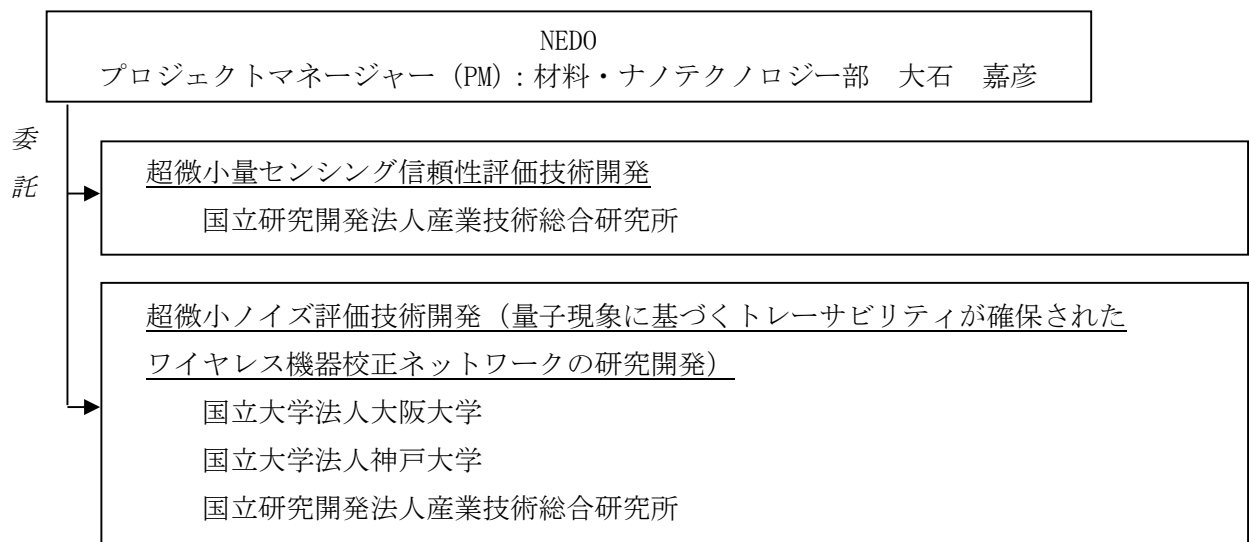 NEDO
プロジェクトマネージャー（PM）：材料・ナノテクノロジー部　大石　嘉彦
委
託
超微小量センシング信頼性評価技術開発
国立研究開発法人産業技術総合研究所
超微小ノイズ評価技術開発（量子現象に基づくトレーサビリティが確保された
ワイヤレス機器校正ネットワークの研究開発）
国立大学法人大阪大学
国立大学法人神戸大学
国立研究開発法人産業技術総合研究所